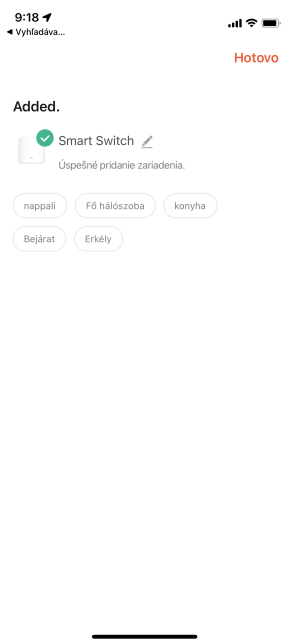 9:18
◀ Vyhľadáva...
Hotovo
Added.
Smart Switch
Úspešné pridanie zariadenia.
nappali Fő hálószoba konyha
Bejárat Erkély